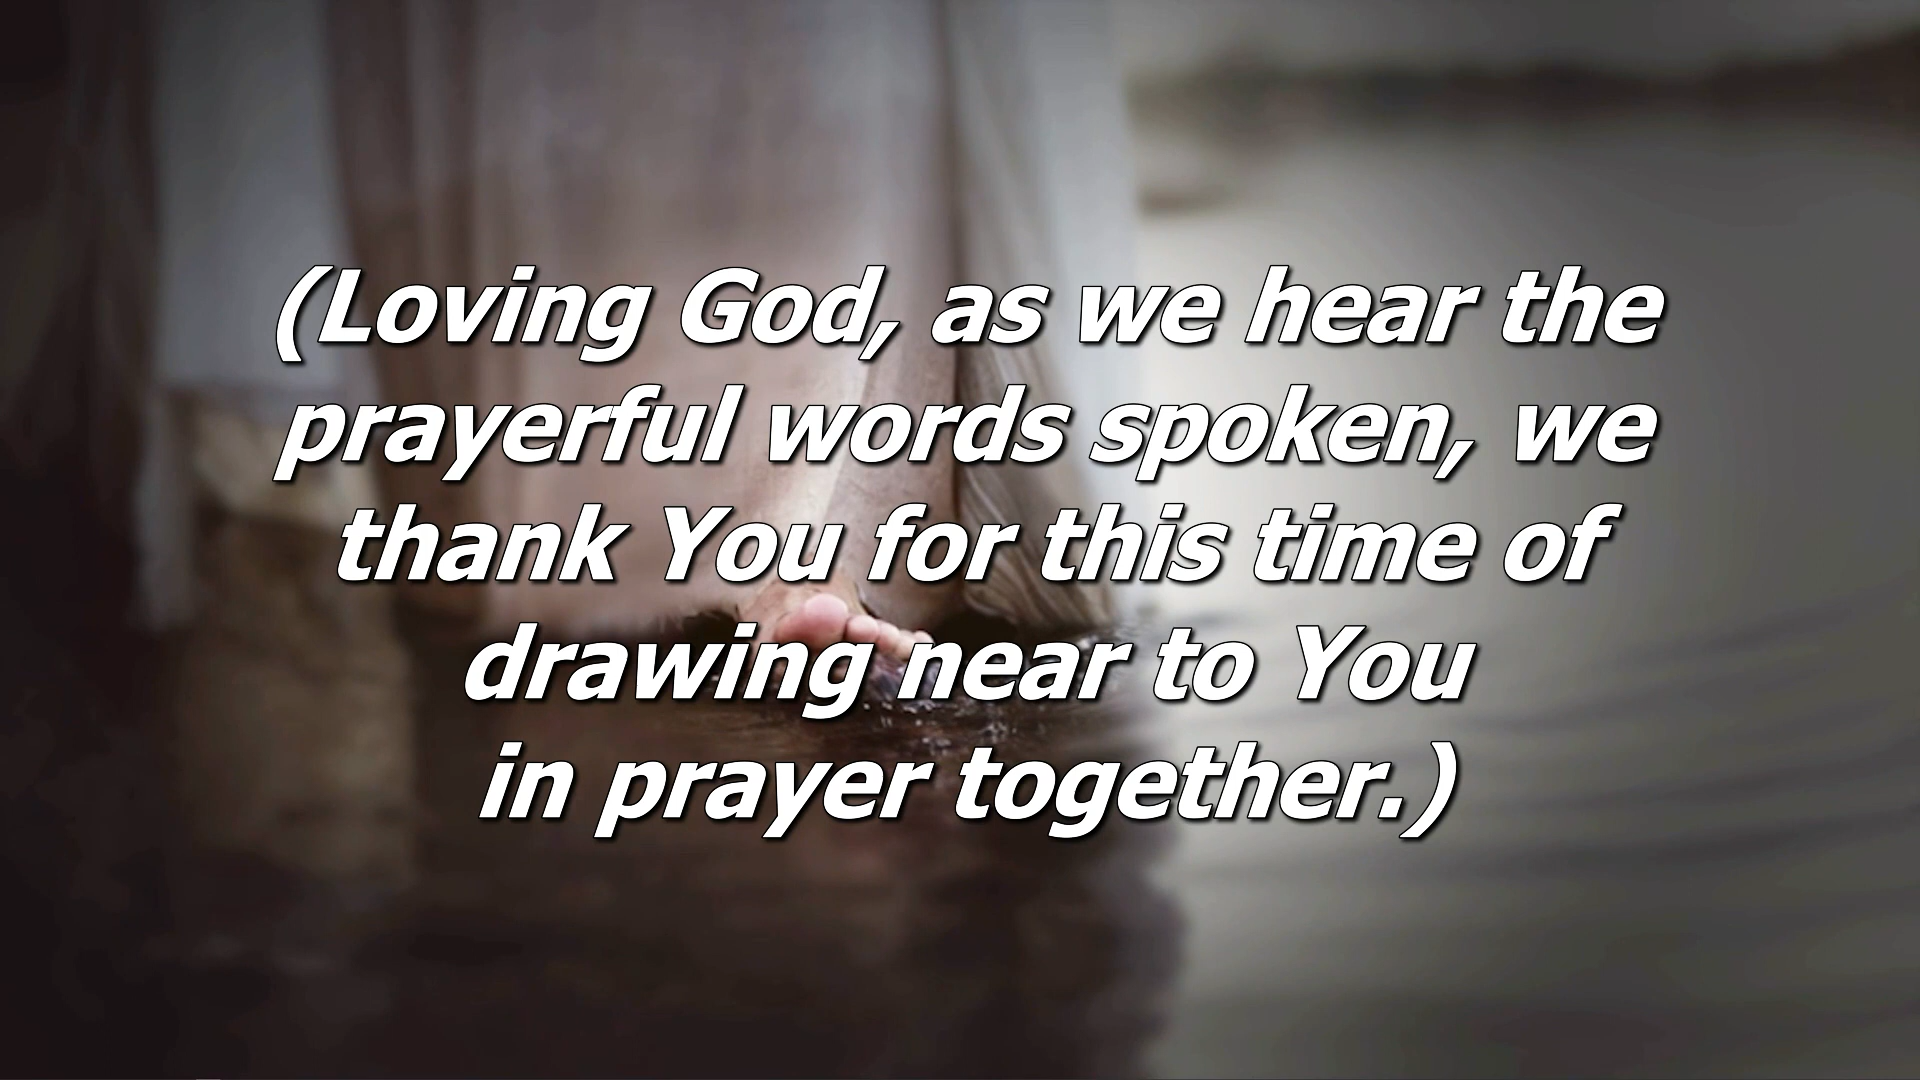 (Loving God, as we hear the
prayerful words spoken, we
thank You for this time of
drawing near to You
in prayer together.)